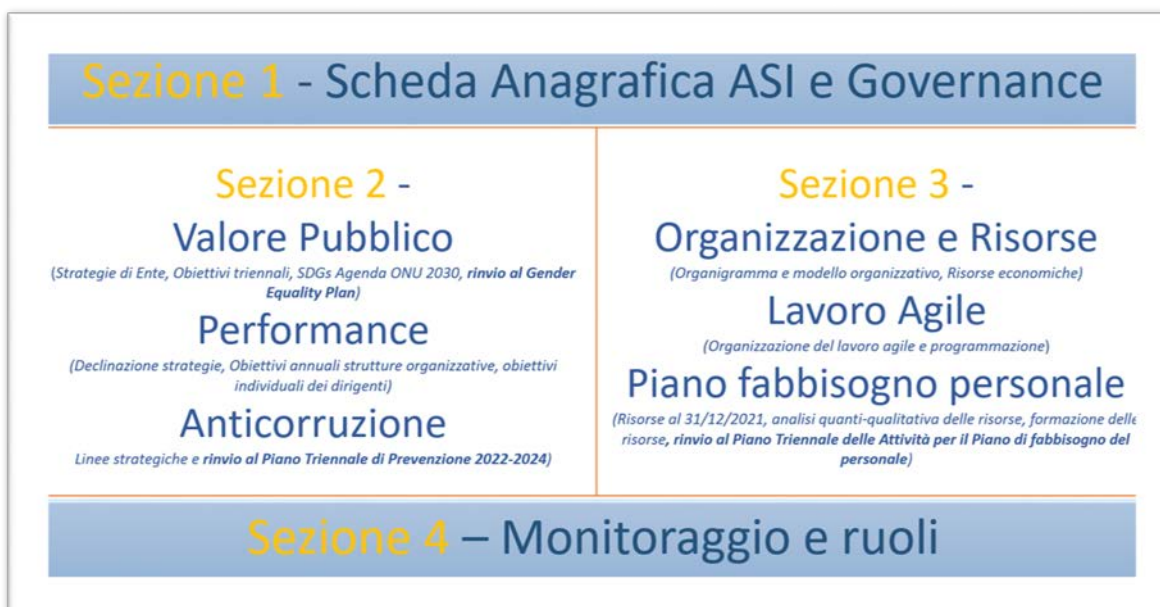 Sezione 1 - Scheda Anagrafica ASI e Governance
Sezione 2 -
Valore Pubblico
(Strategie di Ente, Obiettivi triennali, SDGs Agenda ONU 2030, rinvio al Gender
Equality Plan)
Performance
(Declinazione strategie, Obiettivi annuali strutture organizzative, obiettivi
individuali dei dirigenti)
Anticorruzione
Linee strategiche e rinvio al Piano Triennale di Prevenzione 2022-2024)
Sezione 3 -
Organizzazione e Risorse
(Organigramma e modello organizzativo, Risorse economiche)
Lavoro Agile
(Organizzazione del lavoro agile e programmazione)
Piano fabbisogno personale
(Risorse al 31/12/2021, analisi quanti-qualitativa delle risorse, formazione delle
risorse, rinvio al Piano Triennale delle Attività per il Piano di fabbisogno del
personale)
Sezione 4 – Monitoraggio e ruoli